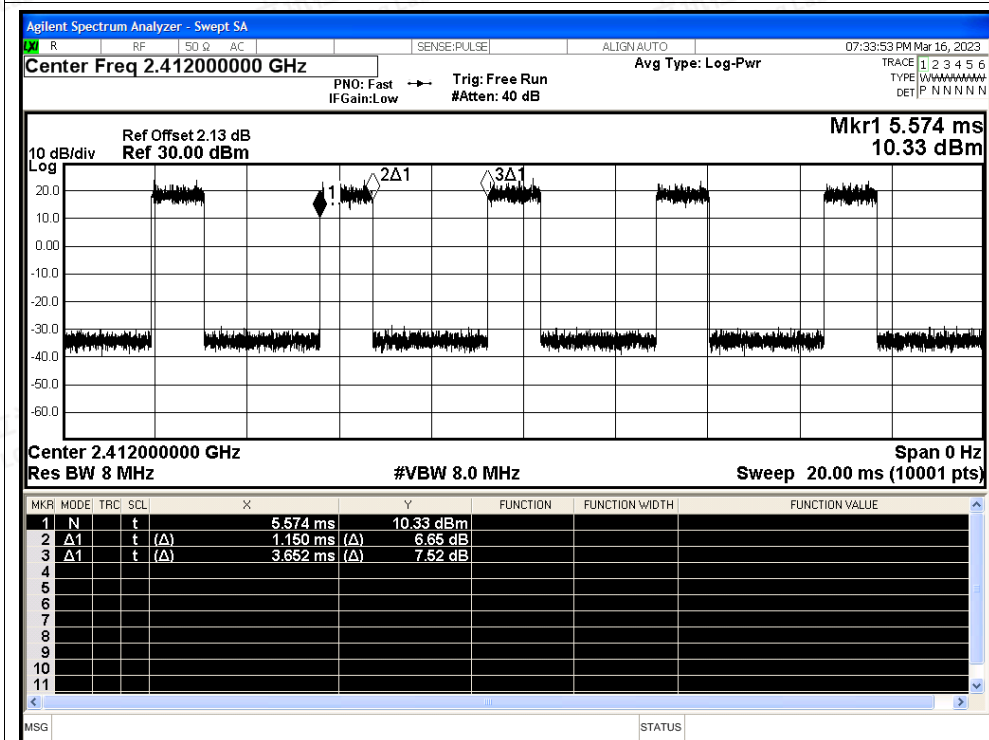 Agilent Spectrum Analyzer - Swept SA
LXI R RF 50 Ω AC SENSE:PULSE ALIGN AUTO 07:33:53 PM Mar 16, 2023
Center Freq 2.412000000 GHz
PNO: Fast
IFGain:Low
Trig: Free Run
#Atten: 40 dB
Avg Type: Log-Pwr
TRACE 1 2 3 4 5 6
TYPE W
DET P N N N N N
Mkr1 5.574 ms
10.33 dBm
Ref Offset 2.13 dB
10 dB/div Ref 30.00 dBm
Log
20.0
10.0
0.00
-10.0
-20.0
-30.0
-40.0
-50.0
-60.0
1
2Δ1
3Δ1
Center 2.412000000 GHz Span 0 Hz
Res BW 8 MHz #VBW 8.0 MHz Sweep 20.00 ms (10001 pts)
MKR MODE TRC SCL X Y FUNCTION FUNCTION WIDTH FUNCTION VALUE
1 N t 5.574 ms 10.33 dBm
2 Δ1 t (Δ) 1.150 ms (Δ) 6.65 dB
3 Δ1 t (Δ) 3.652 ms (Δ) 7.52 dB
4
5
6
7
8
9
10
11
MSG STATUS